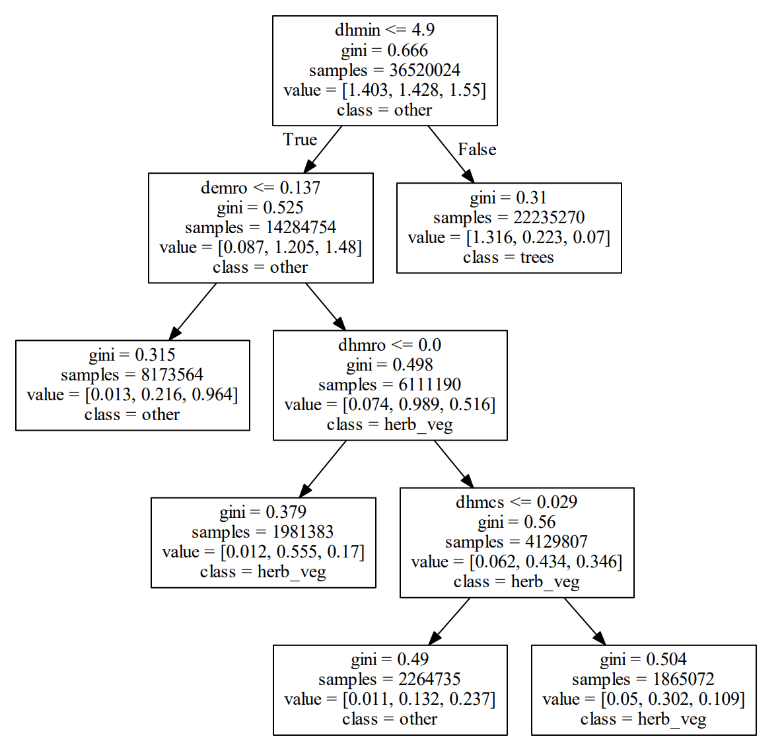 dhmin <= 4.9
gini = 0.666
samples = 36520024
value = [1.403, 1.428, 1.55]
class = other
True
False
demro <= 0.137
gini = 0.525
samples = 14284754
value = [0.087, 1.205, 1.48]
class = other
gini = 0.31
samples = 22235270
value = [1.316, 0.223, 0.07]
class = trees
gini = 0.315
samples = 8173564
value = [0.013, 0.216, 0.964]
class = other
dhmro <= 0.0
gini = 0.498
samples = 6111190
value = [0.074, 0.989, 0.516]
class = herb_veg
gini = 0.379
samples = 1981383
value = [0.012, 0.555, 0.17]
class = herb_veg
dhmcs <= 0.029
gini = 0.56
samples = 4129807
value = [0.062, 0.434, 0.346]
class = herb_veg
gini = 0.49
samples = 2264735
value = [0.011, 0.132, 0.237]
class = other
gini = 0.504
samples = 1865072
value = [0.05, 0.302, 0.109]
class = herb_veg